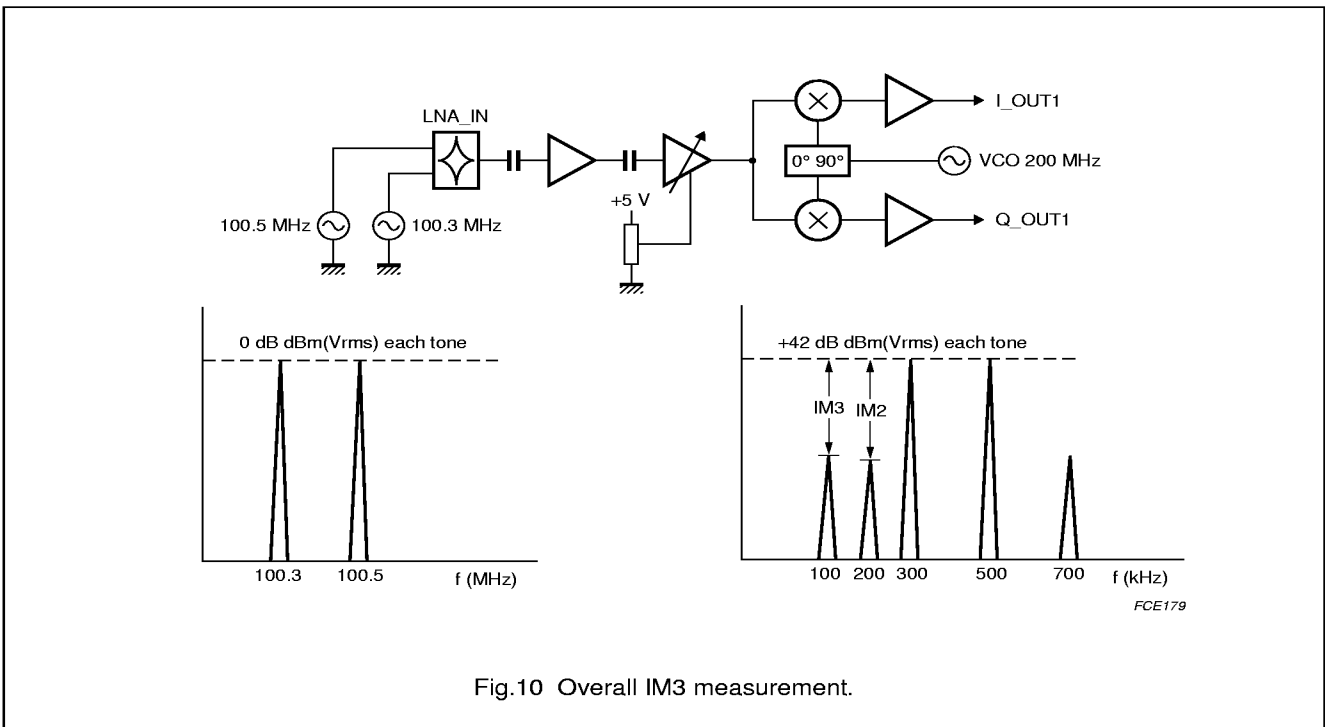 LNA_IN
100.5 MHz
100.3 MHz
+5 V
0° 90°
VCO 200 MHz
I_OUT1
Q_OUT1
0 dB dBm(Vrms) each tone
100.3 100.5 f (MHz)
+42 dB dBm(Vrms) each tone
IM3 IM2
100 200 300 500 700 f (kHz)
FCE179
Fig.10 Overall IM3 measurement.